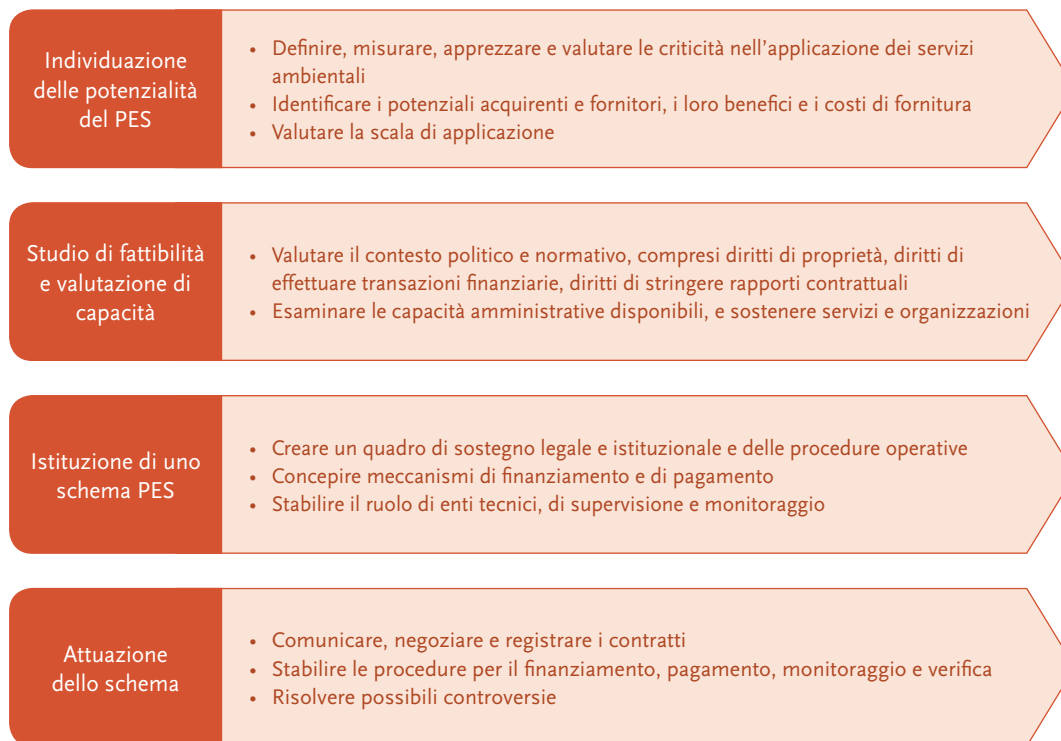 Individuazione
delle potenzialità
del PES
• Definire, misurare, apprezzare e valutare le criticità nell'applicazione dei servizi
ambientali
• Identificare i potenziali acquirenti e fornitori, i loro benefici e i costi di fornitura
• Valutare la scala di applicazione
Studio di fattibilità
e valutazione di
capacità
• Valutare il contesto politico e normativo, compresi diritti di proprietà, diritti di
effettuare transazioni finanziarie, diritti di stringere rapporti contrattuali
• Esaminare le capacità amministrative disponibili, e sostenere servizi e organizzazioni
Istituzione di uno
schema PES
• Creare un quadro di sostegno legale e istituzionale e delle procedure operative
• Concepire meccanismi di finanziamento e di pagamento
• Stabilire il ruolo di enti tecnici, di supervisione e monitoraggio
Attuazione
dello schema
• Comunicare, negoziare e registrare i contratti
• Stabilire le procedure per il finanziamento, pagamento, monitoraggio e verifica
• Risolvere possibili controversie